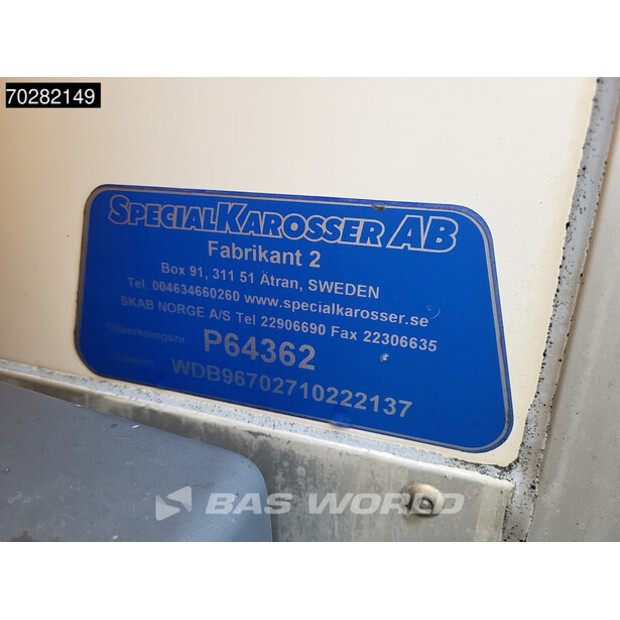 70282149
SPECIALKAROSSER AB
Fabrikant 2
Box 91, 311 51 Ätran, SWEDEN
Tel. 004634660260 www.specialkarosser.se
SKAB NORGE A/S Tel 22906690 Fax 22306635
Tillverkningsnr P64362
WDB96702710222137
BAS WORLD